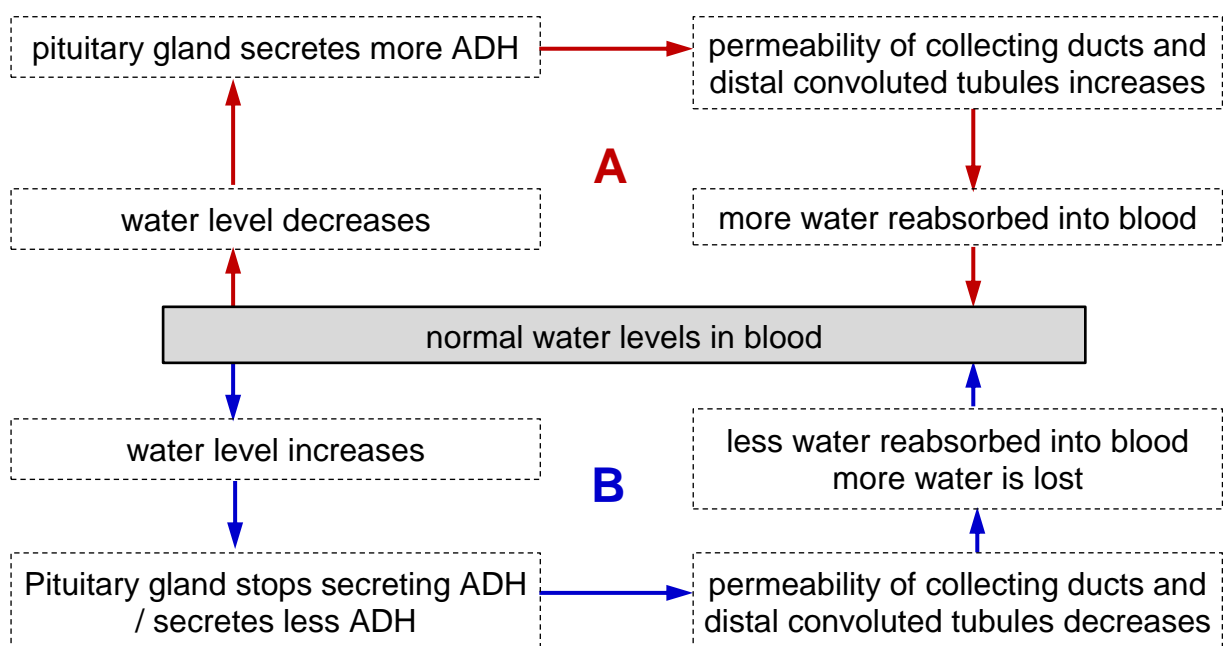 pituitary gland secretes more ADH
permeability of collecting ducts and
distal convoluted tubules increases
A
water level decreases
more water reabsorbed into blood
normal water levels in blood
water level increases
less water reabsorbed into blood
more water is lost
B
Pituitary gland stops secreting ADH
/ secretes less ADH
permeability of collecting ducts and
distal convoluted tubules decreases